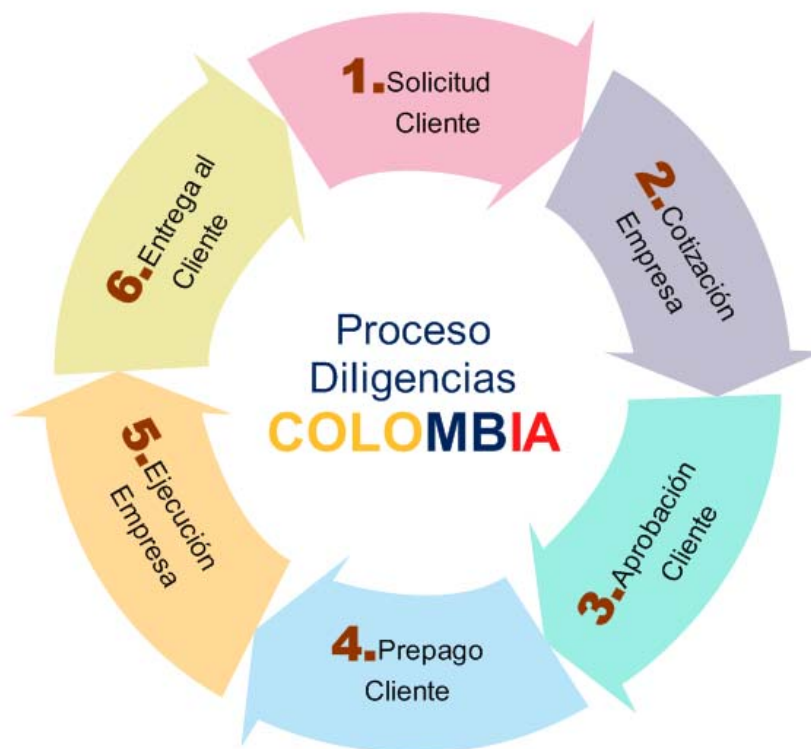 1.Solicitud
Cliente
2.Cotización
Empresa
3.Aprobación
Cliente
4.Prepago
Cliente
5.Ejecución
Empresa
6.Entrega al
Cliente
Proceso
Diligencias
COLOMBIA